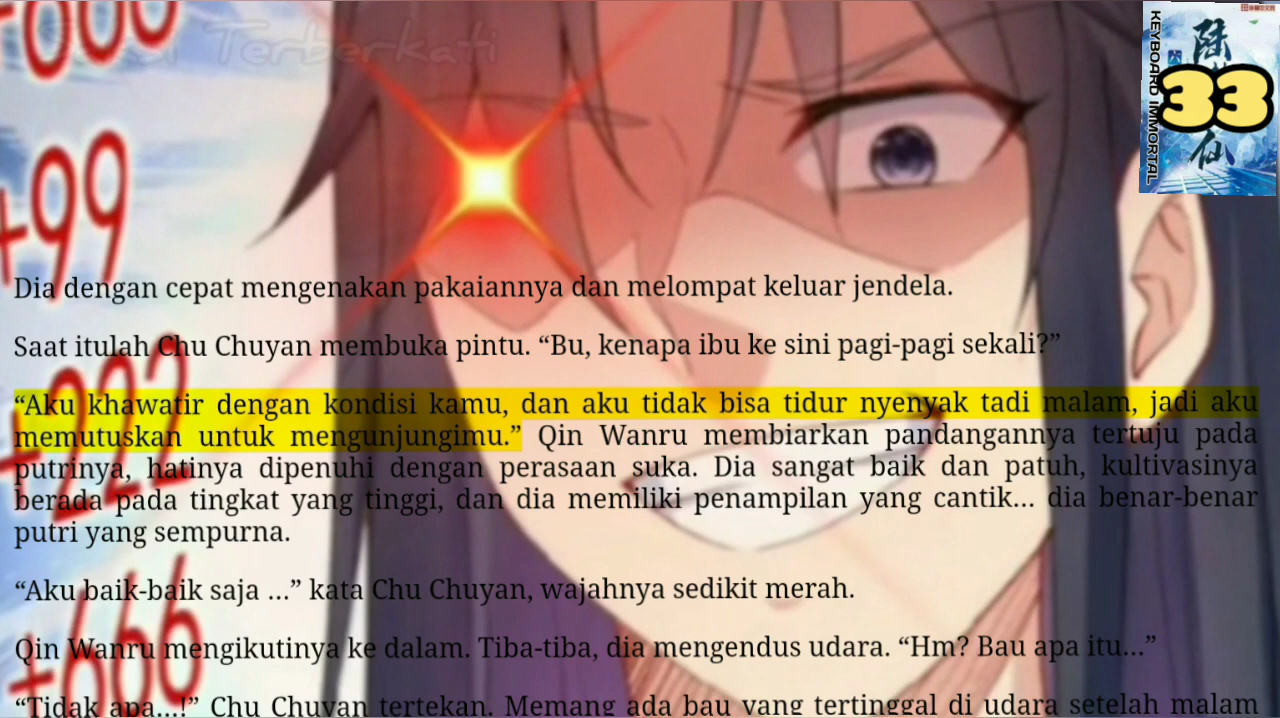 +666
Terberkati
+99
+222
+666
KEYBOARD IMMORTAL
陆
仙
33
Dia dengan cepat mengenakan pakaiannya dan melompat keluar jendela.
Saat itulah Chu Chuyan membuka pintu. “Bu, kenapa ibu ke sini pagi-pagi sekali?”
“Aku khawatir dengan kondisi kamu, dan aku tidak bisa tidur nyenyak tadi malam, jadi aku
memutuskan untuk mengunjungimu.” Qin Wanru membiarkan pandangannya tertuju pada
putrinya, hatinya dipenuhi dengan perasaan suka. Dia sangat baik dan patuh, kultivasinya
berada pada tingkat yang tinggi, dan dia memiliki penampilan yang cantik... dia benar-benar
putri yang sempurna.
“Aku baik-baik saja ...” kata Chu Chuyan, wajahnya sedikit merah.
Qin Wanru mengikutinya ke dalam. Tiba-tiba, dia mengendus udara. “Hm? Bau apa itu...”
“Tidak apa...!” Chu Chuyan tertekan. Memang ada bau yang tertinggal di udara setelah malam